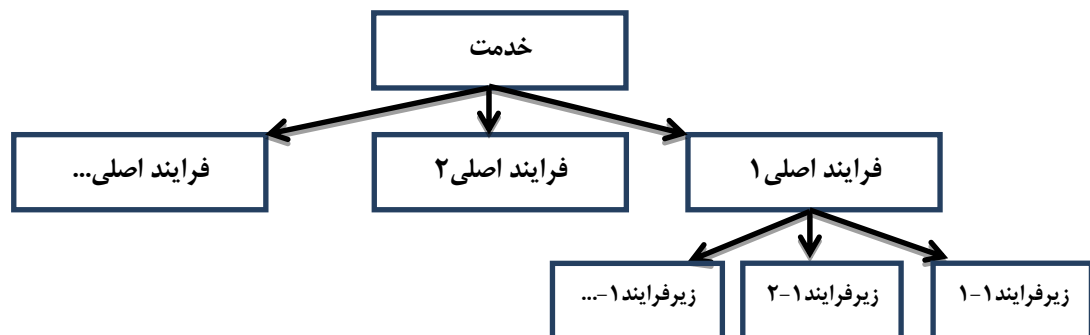 خدمت
فرایند اصلی۱
فرایند اصلی۲
فرایند اصلی...
زیرفرایند۱-۱
زیرفرایند۱-۲
زیرفرایند۱-...